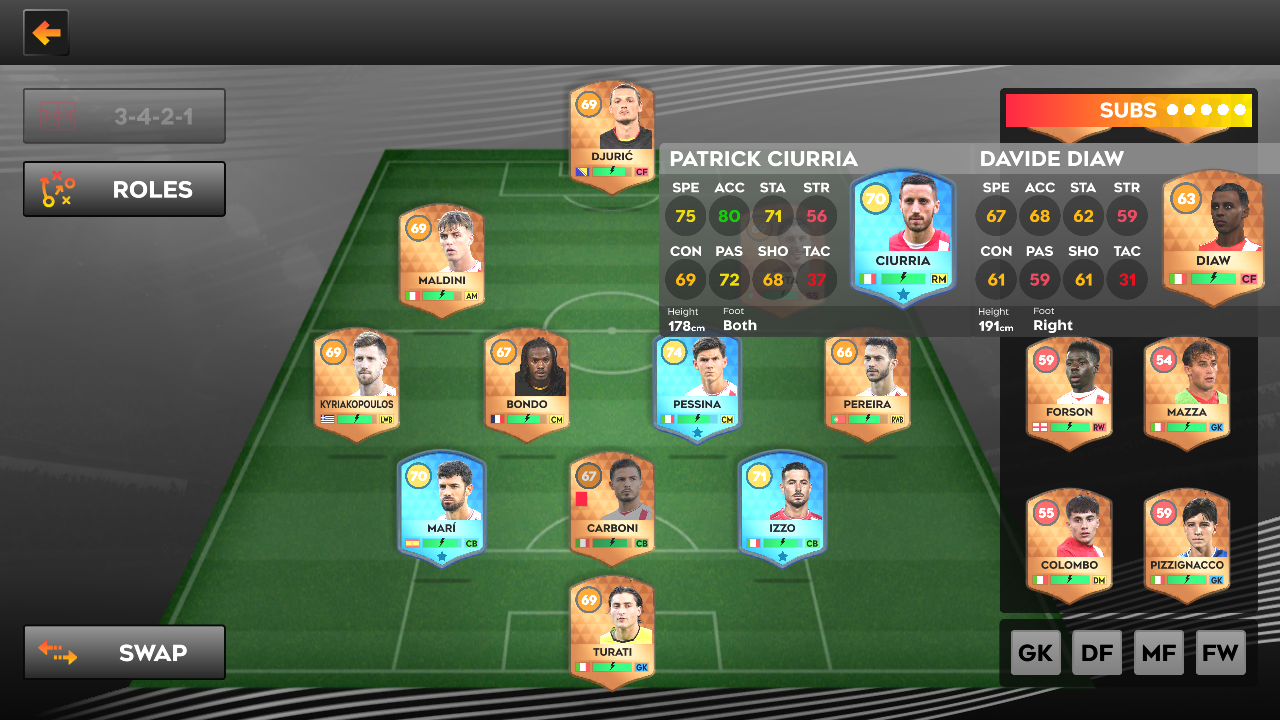 3-4-2-1
ROLES
SWAP
69
DJURIĆ
CF
69
MALDINI
AM
69
KYRIAKOPOULOS
LWB
67
BONDO
CM
74
PESSINA
CM
66
PEREIRA
RWB
70
MARÍ
CB
67
CARBONI
CB
71
IZZO
CB
69
TURATI
GK
PATRICK CIURRIA
SPE ACC STA STR
75 80 71 56
CON PAS SHO TAC
69 72 68 37
Height Foot
178cm Both
70
CIURRIA
RM
SUBS
DAVIDE DIAW
SPE ACC STA STR
67 68 62 59
CON PAS SHO TAC
61 59 61 31
Height Foot
191cm Right
63
DIAW
CF
59
FORSON
RW
54
MAZZA
GK
55
COLOMBO
DM
59
PIZZIGNACCO
GK
GK DF MF FW